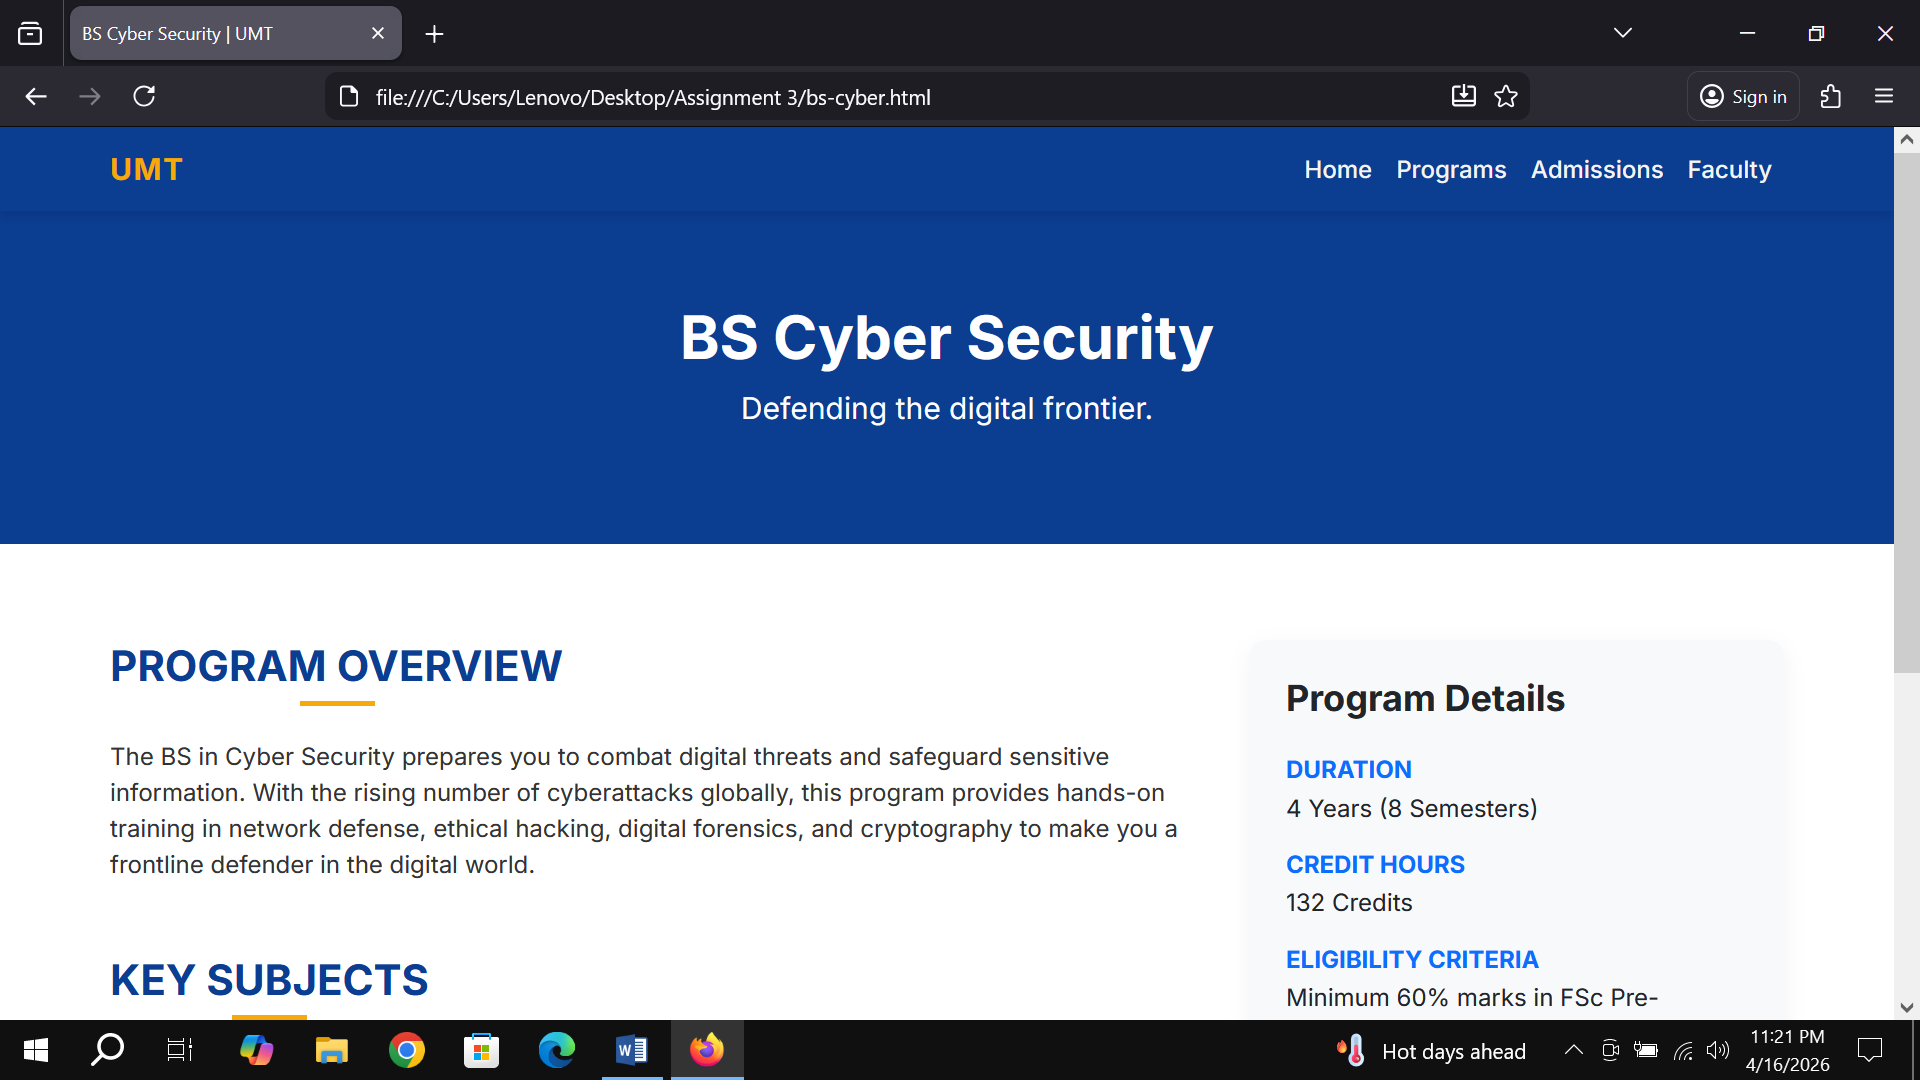 BS Cyber Security | UMT
file:///C:/Users/Lenovo/Desktop/Assignment 3/bs-cyber.html
Sign in
UMT
Home Programs Admissions Faculty
BS Cyber Security
Defending the digital frontier.
PROGRAM OVERVIEW
The BS in Cyber Security prepares you to combat digital threats and safeguard sensitive
information. With the rising number of cyberattacks globally, this program provides hands-on
training in network defense, ethical hacking, digital forensics, and cryptography to make you a
frontline defender in the digital world.
KEY SUBJECTS
Program Details
DURATION
4 Years (8 Semesters)
CREDIT HOURS
132 Credits
ELIGIBILITY CRITERIA
Minimum 60% marks in FSc Pre-
Hot days ahead
11:21 PM
4/16/2026